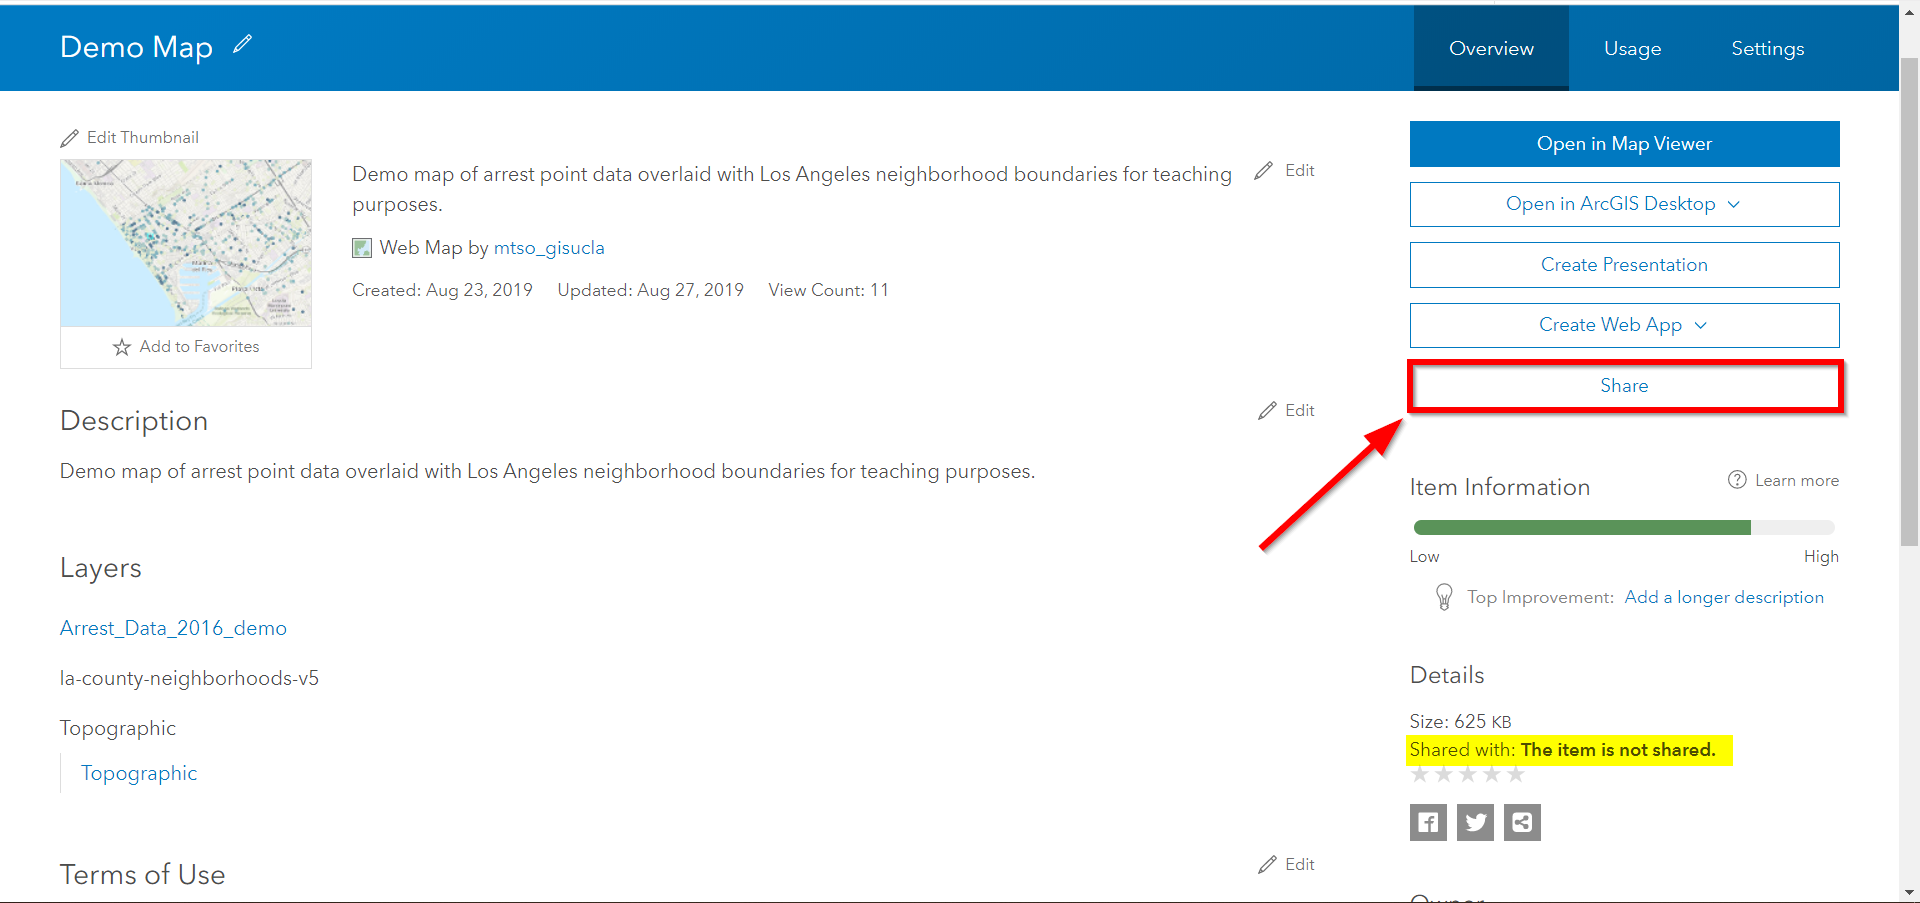 Demo Map
Overview
Usage
Settings
Edit Thumbnail
Add to Favorites
Demo map of arrest point data overlaid with Los Angeles neighborhood boundaries for teaching
purposes.
Edit
Web Map by mtso_gisucla
Created: Aug 23, 2019 Updated: Aug 27, 2019 View Count: 11
Open in Map Viewer
Open in ArcGIS Desktop
Create Presentation
Create Web App
Share
Description
Edit
Demo map of arrest point data overlaid with Los Angeles neighborhood boundaries for teaching purposes.
Layers
Arrest_Data_2016_demo
la-county-neighborhoods-v5
Topographic
Topographic
Terms of Use
Edit
Item Information
Learn more
Low
High
Top Improvement: Add a longer description
Details
Size: 625 KB
Shared with: The item is not shared.